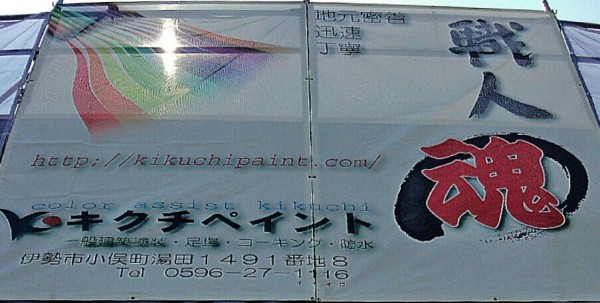 地元密着
迅速
丁寧
職人
魂
http://kikuchipaint.com/
color assist kikuchi
キクチペイント
一般建築塗装・足場・コーキング・防水
伊勢市小俣町湯田1491番地8
Tel 0596-27-1116